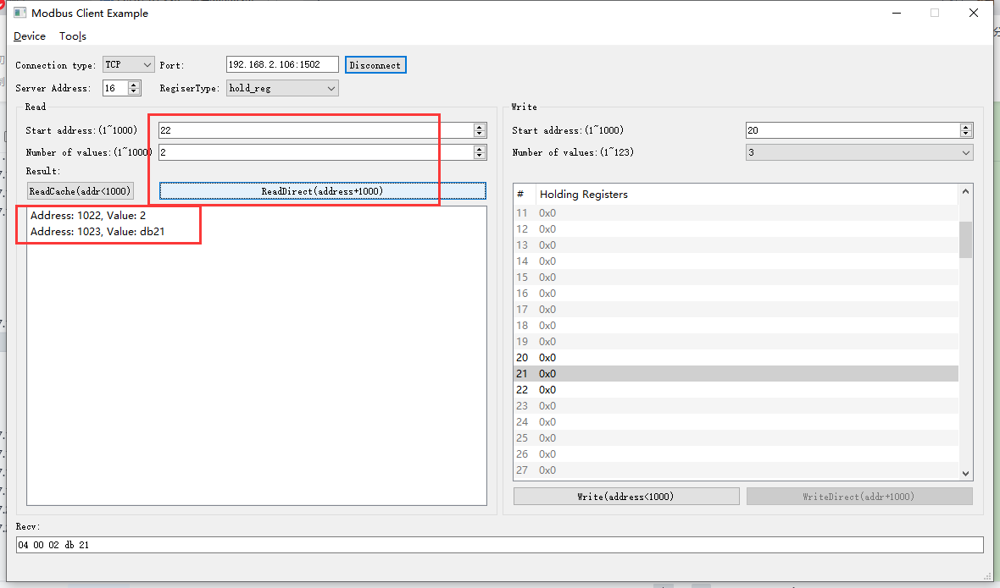 Modbus Client Example
Device Tools
Connection type: TCP Port: 192.168.2.106:1502 Disconnect
Server Address: 16 RegiserType: hold_reg
Read
Start address:(1~1000) 22
Number of values:(1~1000) 2
Result:
ReadCache(addr<1000) ReadDirect(address+1000)
Address: 1022, Value: 2
Address: 1023, Value: db21
Write
Start address:(1~1000) 20
Number of values:(1~123) 3
# Holding Registers
11 0x0
12 0x0
13 0x0
14 0x0
15 0x0
16 0x0
17 0x0
18 0x0
19 0x0
20 0x0
21 0x0
22 0x0
23 0x0
24 0x0
25 0x0
26 0x0
27 0x0
Write(address<1000) WriteDirect(addr+1000)
Recv:
04 00 02 db 21